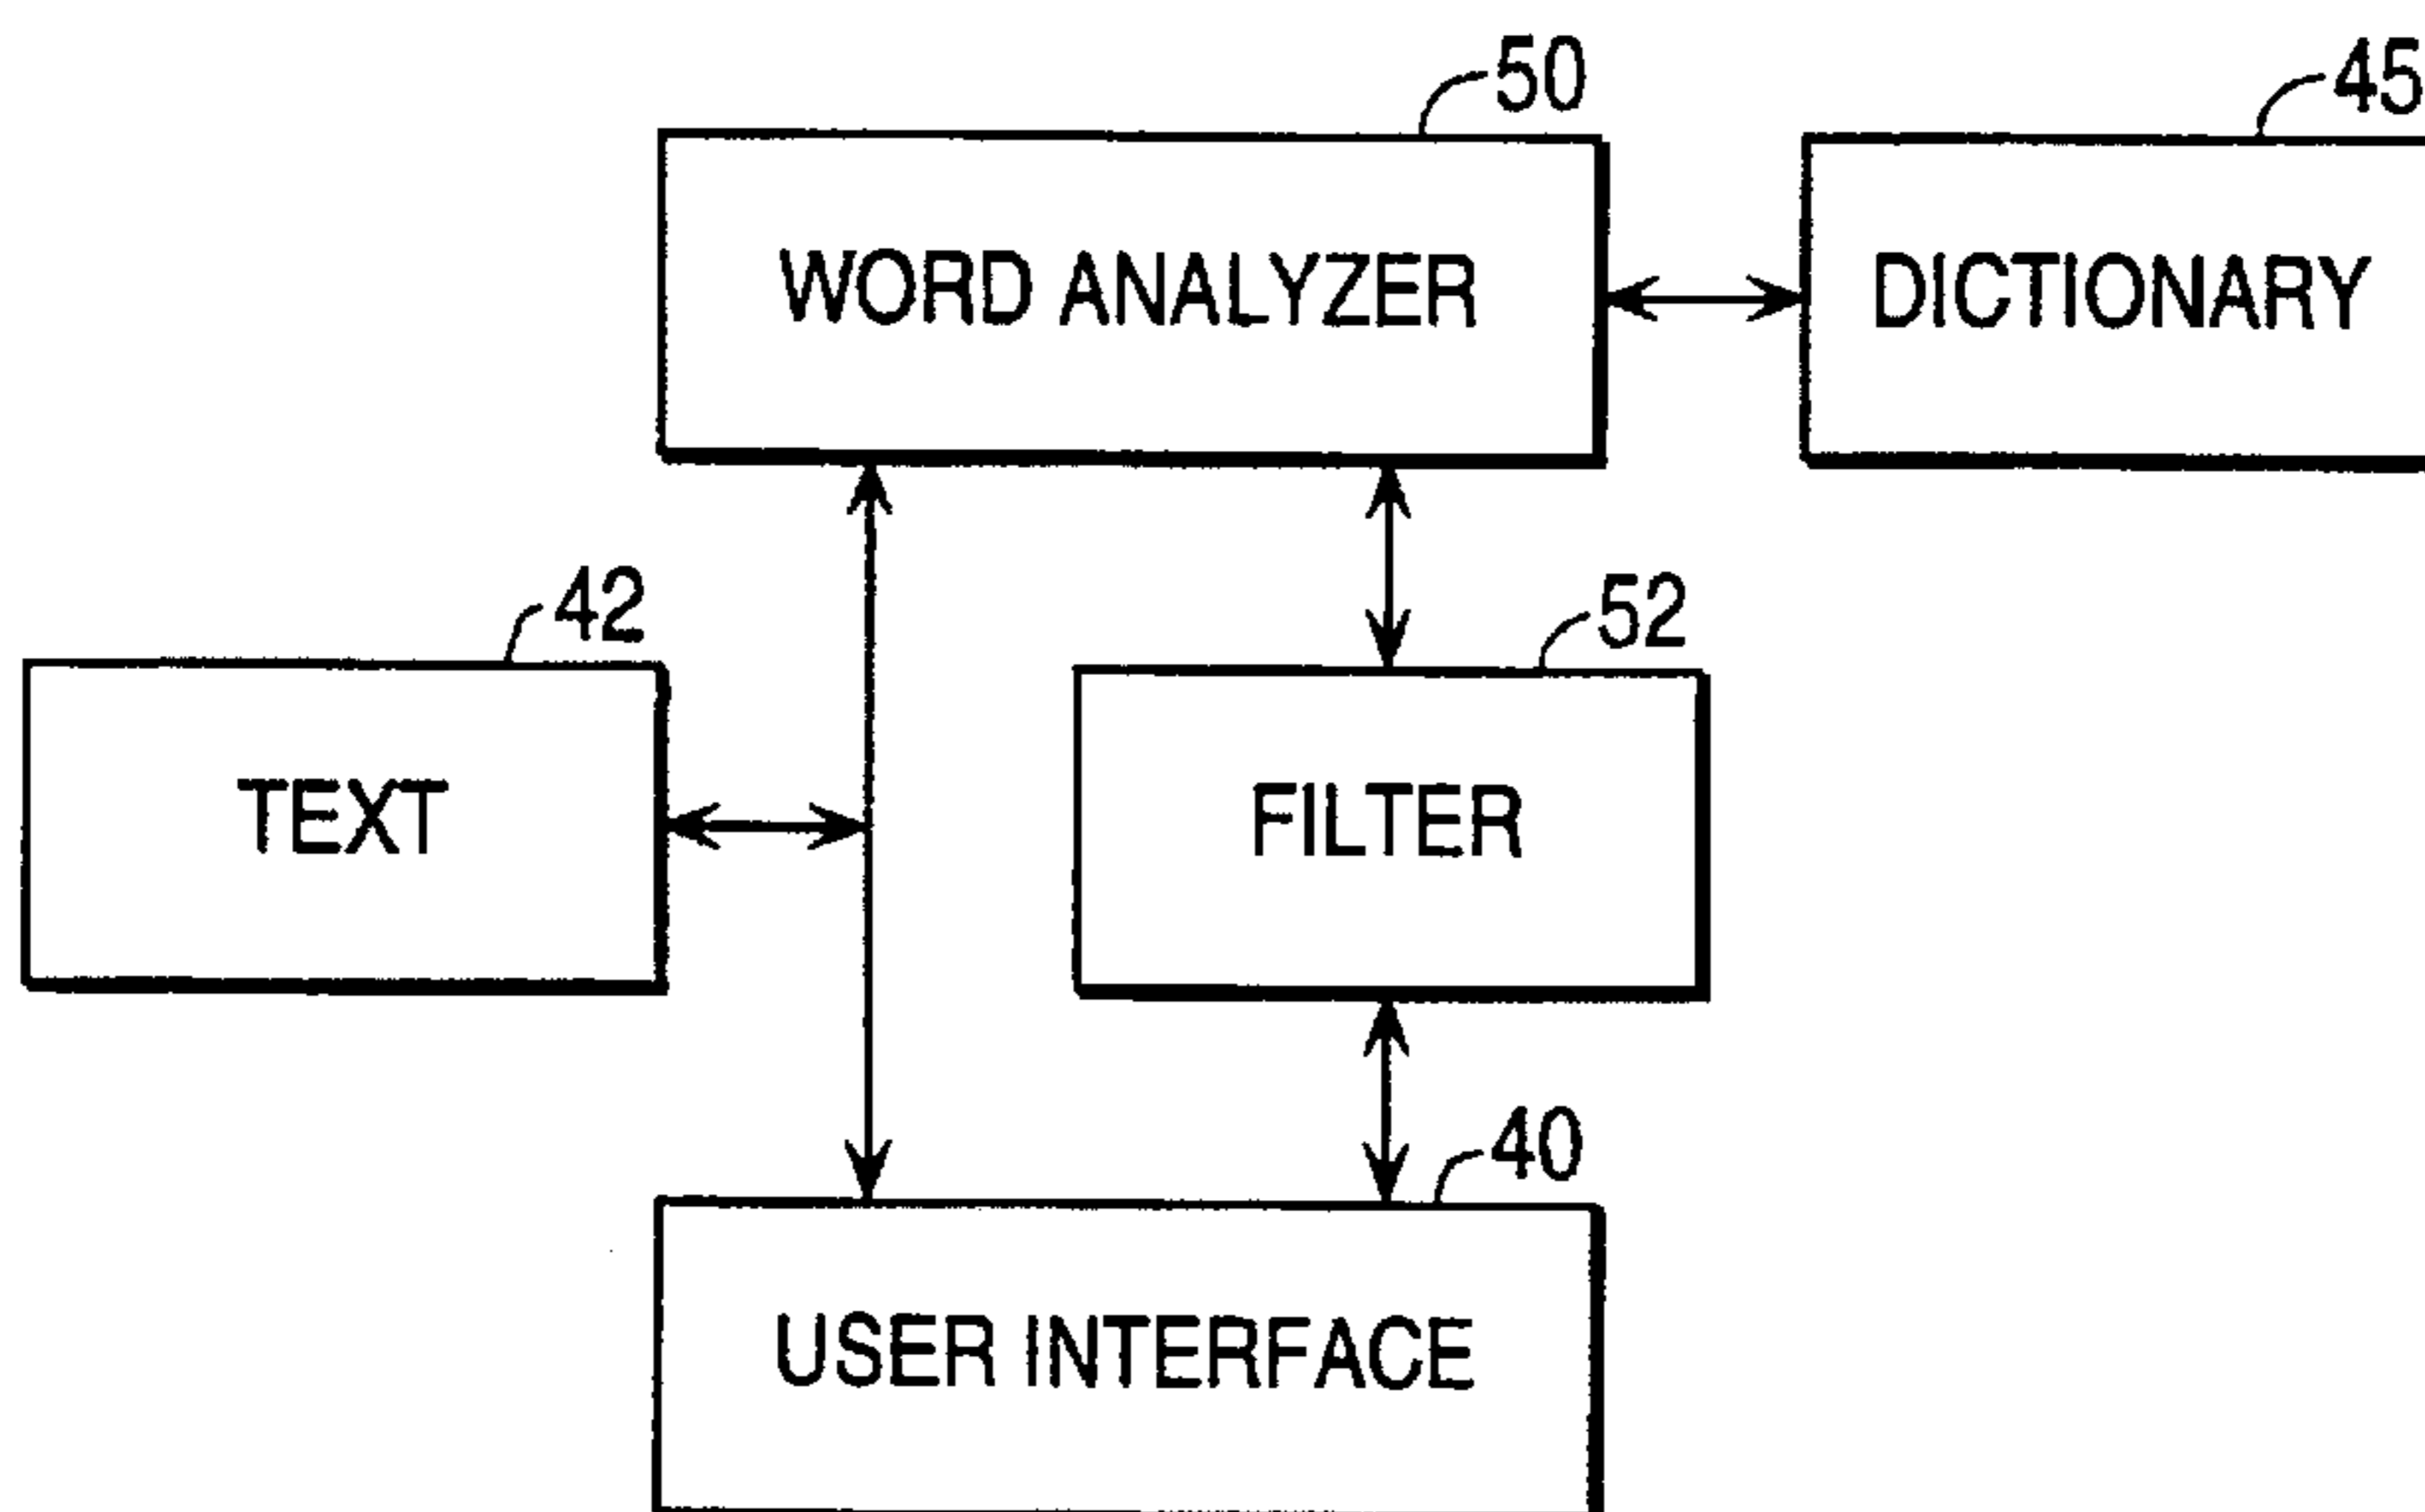 50
45
WORD ANALYZER
DICTIONARY
42
52
TEXT
FILTER
40
USER INTERFACE